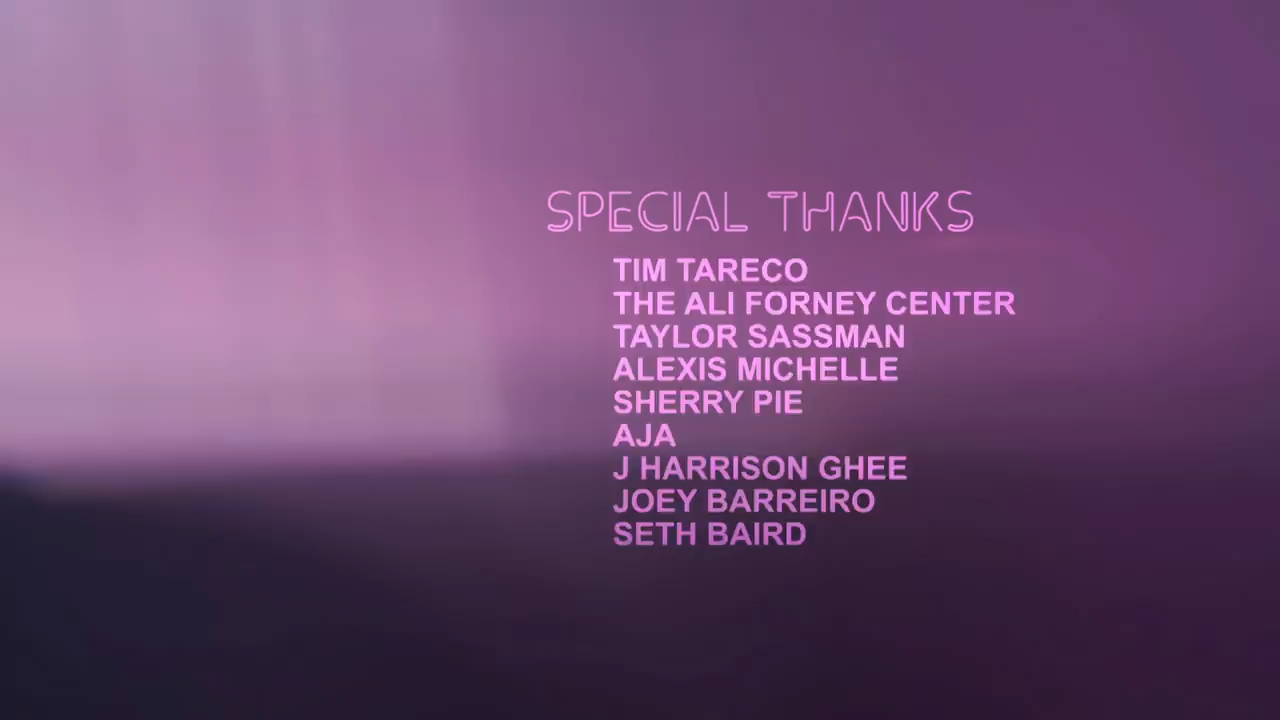 SPECIAL THANKS
TIM TARECO
THE ALI FORNEY CENTER
TAYLOR SASSMAN
ALEXIS MICHELLE
SHERRY PIE
AJA
J HARRISON GHEE
JOEY BARREIRO
SETH BAIRD